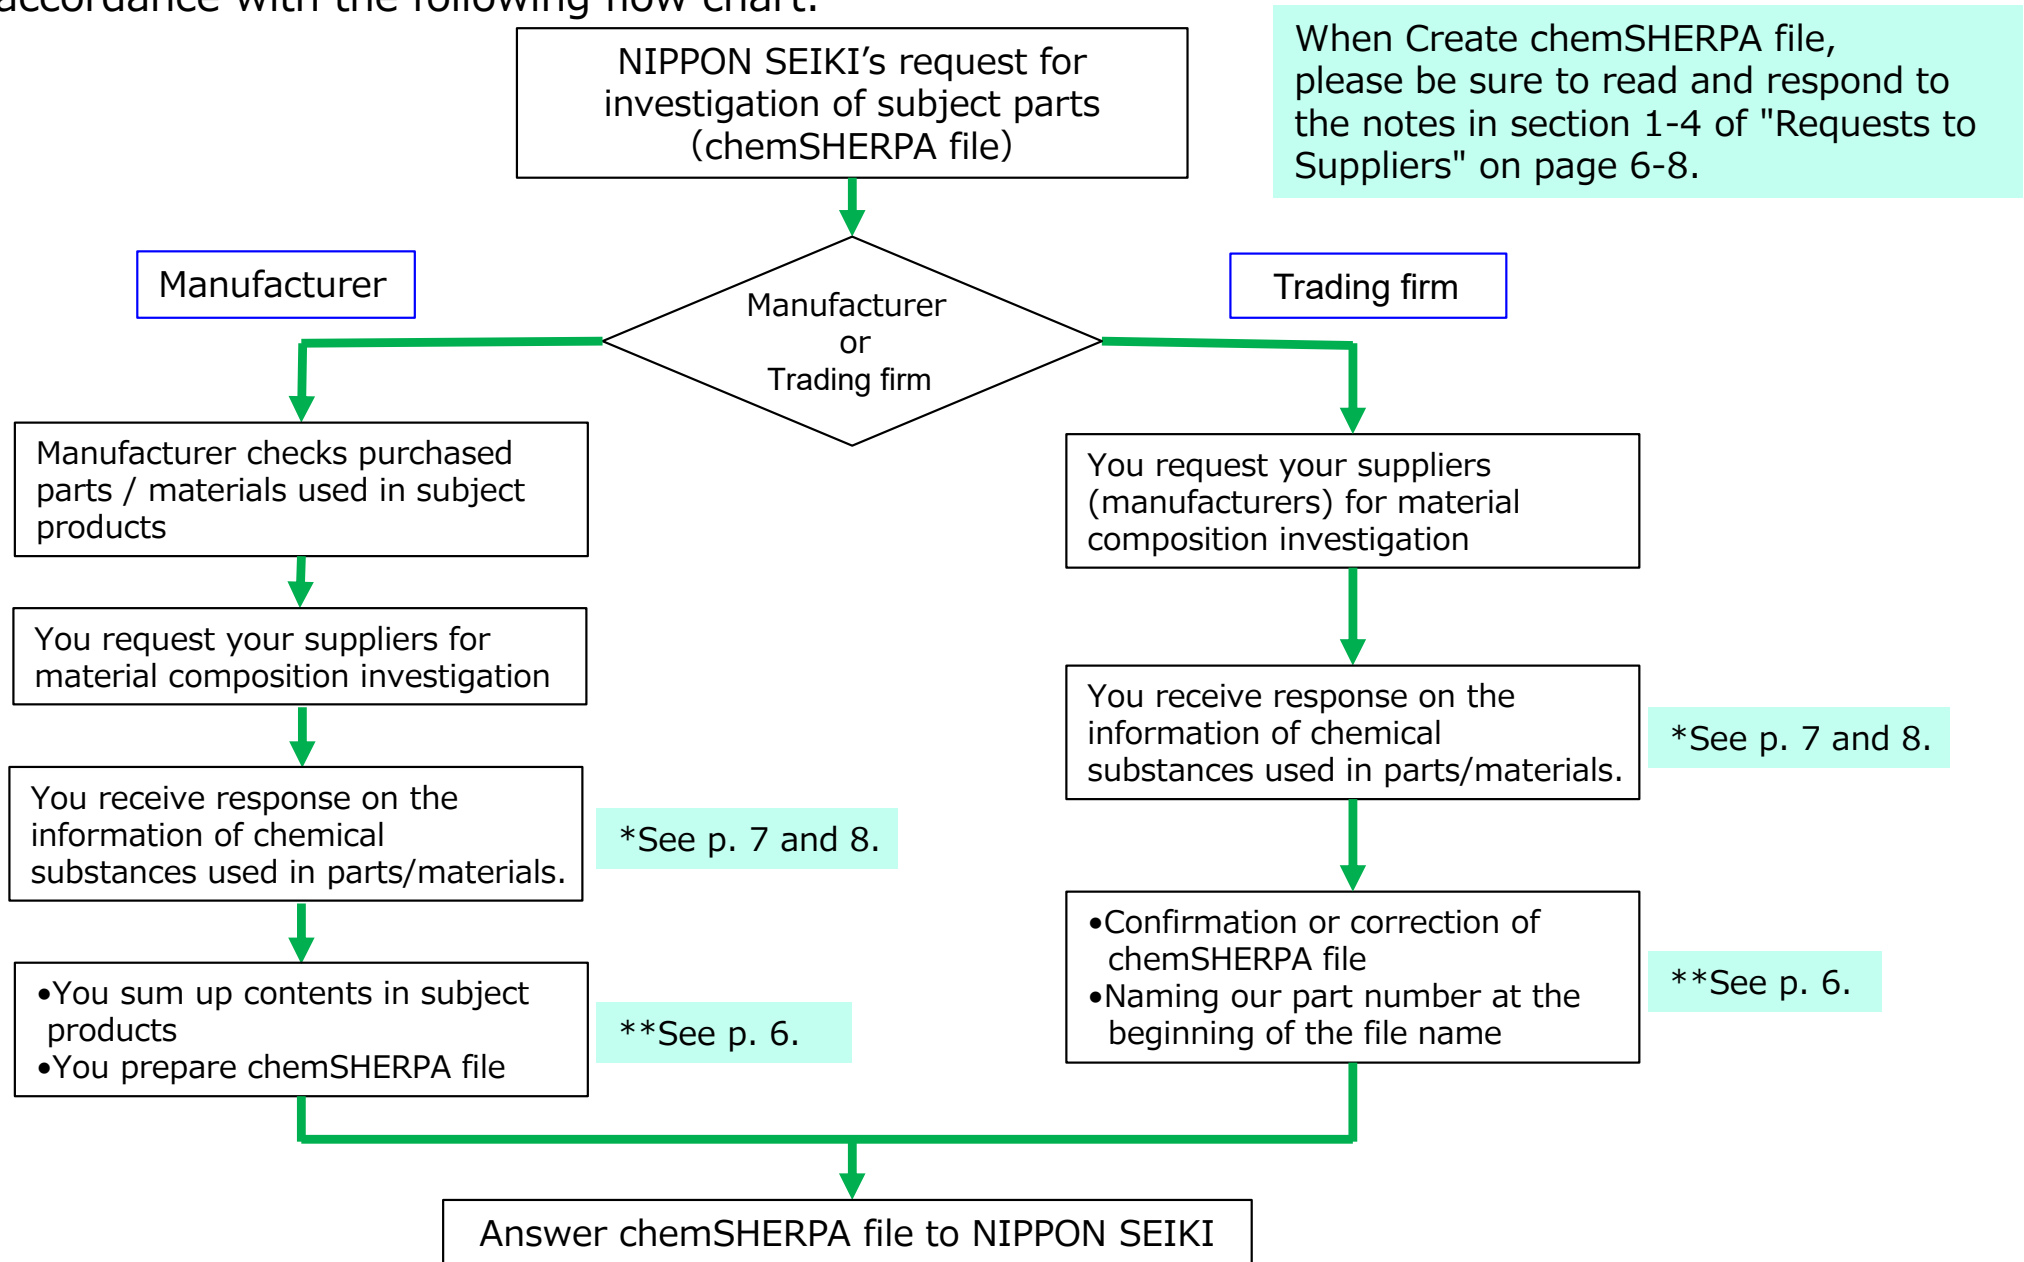 accordance with the following flow chart.
NIPPON SEIKI’s request for
investigation of subject parts
（chemSHERPA file）
When Create chemSHERPA file,
please be sure to read and respond to
the notes in section 1-4 of "Requests to
Suppliers" on page 6-8.
Manufacturer
Manufacturer
or
Trading firm
Trading firm
Manufacturer checks purchased
parts / materials used in subject
products
You request your suppliers for
material composition investigation
You receive response on the
information of chemical
substances used in parts/materials.
*See p. 7 and 8.
•You sum up contents in subject
products
•You prepare chemSHERPA file
**See p. 6.
You request your suppliers
(manufacturers) for material
composition investigation
You receive response on the
information of chemical
substances used in parts/materials.
*See p. 7 and 8.
•Confirmation or correction of
chemSHERPA file
•Naming our part number at the
beginning of the file name
**See p. 6.
Answer chemSHERPA file to NIPPON SEIKI